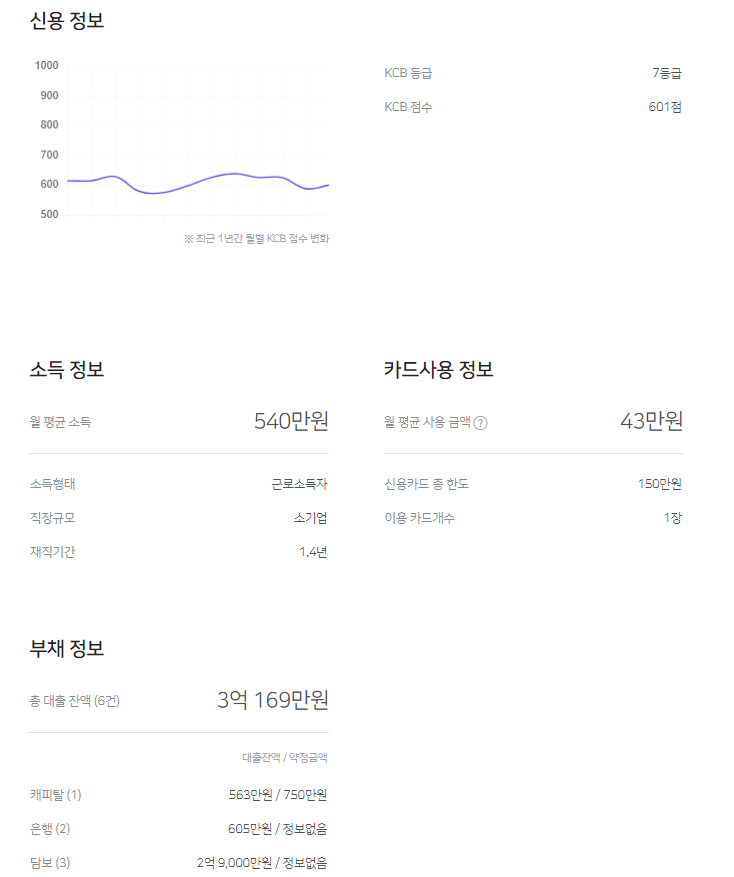 신용 정보
1000
900
800
700
600
500
※ 최근 1년간 월별 KCB 점수 변화
KCB 등급 7등급
KCB 점수 601점
소득 정보
월 평균 소득 540만원
소득형태 근로소득자
직장규모 소기업
재직기간 1.4년
카드사용 정보
월 평균 사용 금액 ? 43만원
신용카드 총 한도 150만원
이용 카드개수 1장
부채 정보
총 대출 잔액 (6건) 3억 169만원
대출잔액 / 약정금액
캐피탈 (1) 563만원 / 750만원
은행 (2) 605만원 / 정보없음
담보 (3) 2억 9,000만원 / 정보없음